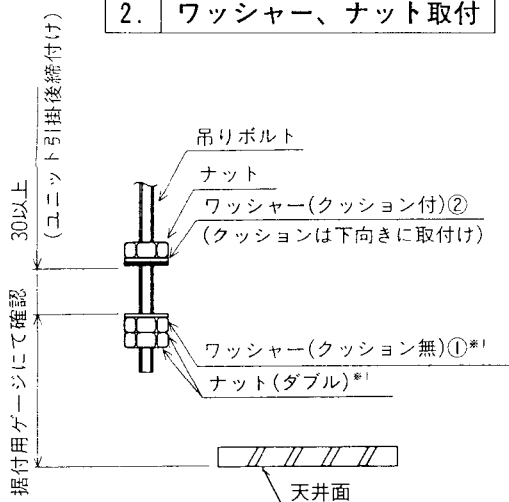 2. ワッシャー、ナット取付
吊りボルト
ナット
ワッシャー(クッション付)②
(クッションは下向きに取付け)
30以上
(ユニット引掛後締付け)
ワッシャー(クッション無)①※1
ナット(ダブル)※1
据付用ゲージにて確認
天井面